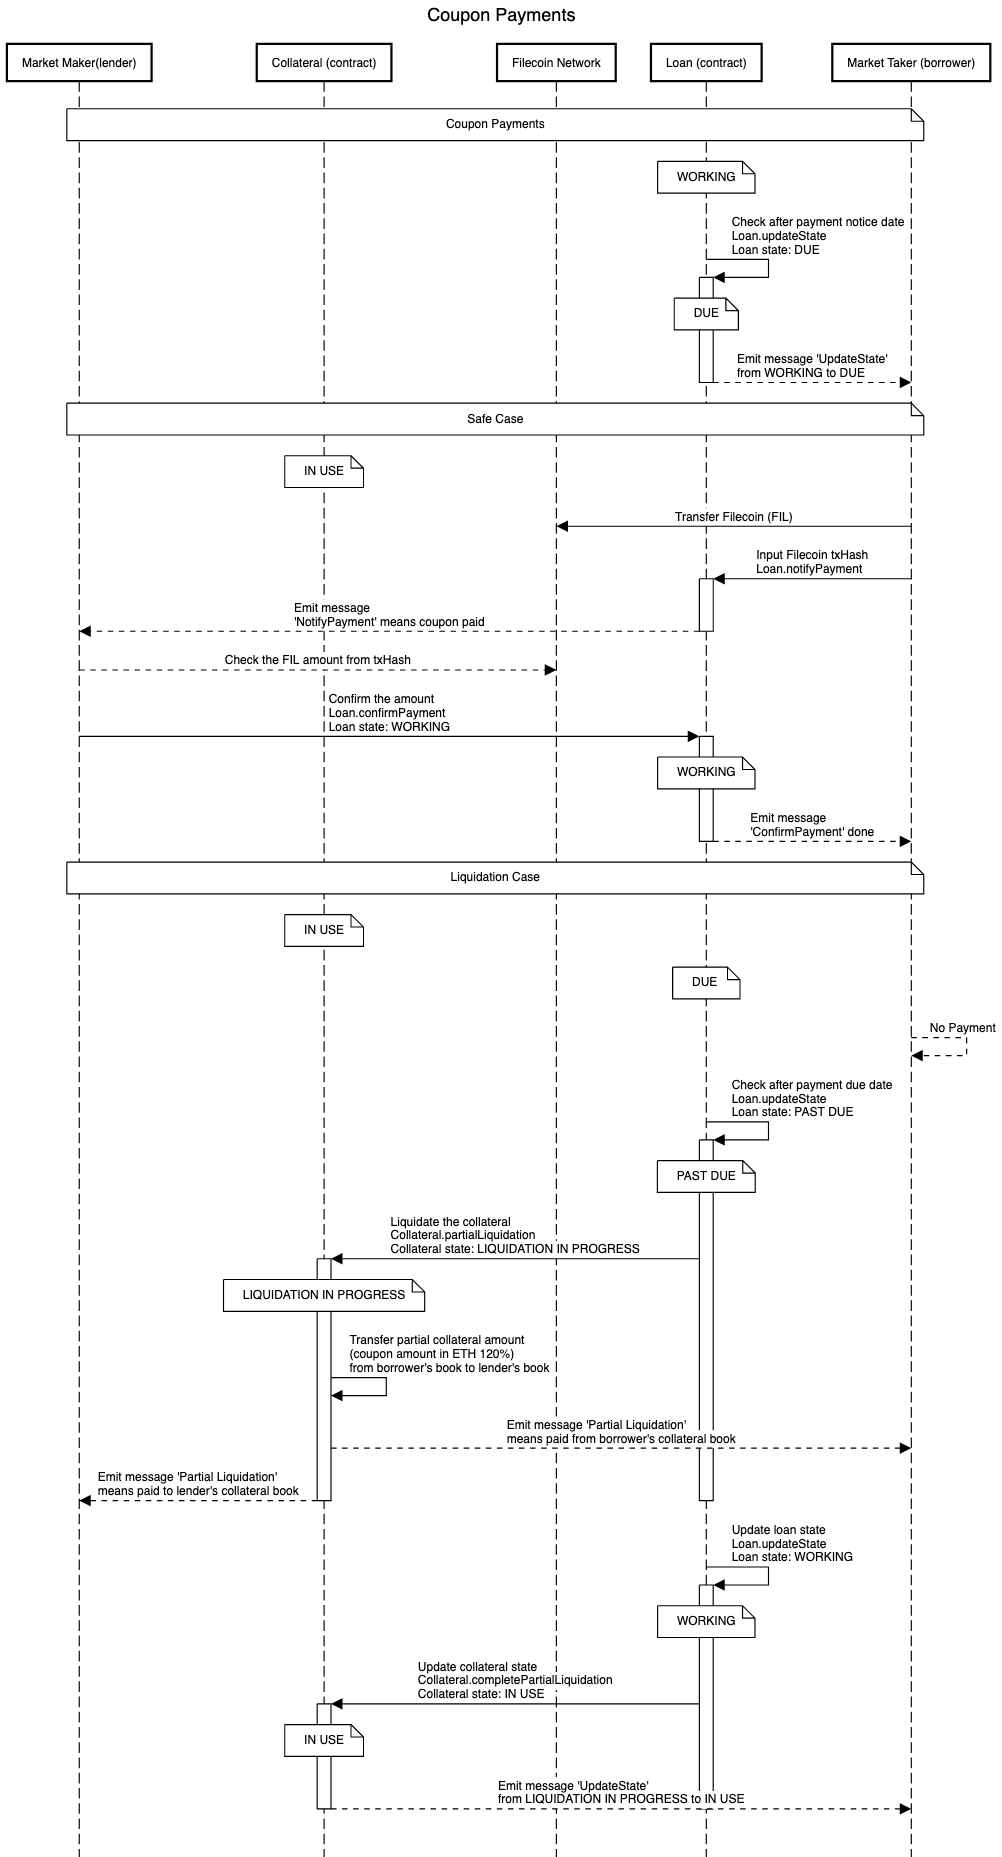 Coupon Payments
Market Maker(lender)
Collateral (contract)
Filecoin Network
Loan (contract)
Market Taker (borrower)
Coupon Payments
WORKING
Check after payment notice date
Loan.updateState
Loan state: DUE
DUE
Emit message 'UpdateState'
from WORKING to DUE
Safe Case
IN USE
Transfer Filecoin (FIL)
Input Filecoin txHash
Loan.notifyPayment
Emit message
'NotifyPayment' means coupon paid
Check the FIL amount from txHash
Confirm the amount
Loan.confirmPayment
Loan state: WORKING
WORKING
Emit message
'ConfirmPayment' done
Liquidation Case
IN USE
DUE
No Payment
Check after payment due date
Loan.updateState
Loan state: PAST DUE
PAST DUE
Liquidate the collateral
Collateral.partialLiquidation
Collateral state: LIQUIDATION IN PROGRESS
LIQUIDATION IN PROGRESS
Transfer partial collateral amount
(coupon amount in ETH 120%)
from borrower's book to lender's book
Emit message 'Partial Liquidation'
means paid from borrower's collateral book
Emit message 'Partial Liquidation'
means paid to lender's collateral book
Update loan state
Loan.updateState
Loan state: WORKING
WORKING
Update collateral state
Collateral.completePartialLiquidation
Collateral state: IN USE
IN USE
Emit message 'UpdateState'
from LIQUIDATION IN PROGRESS to IN USE